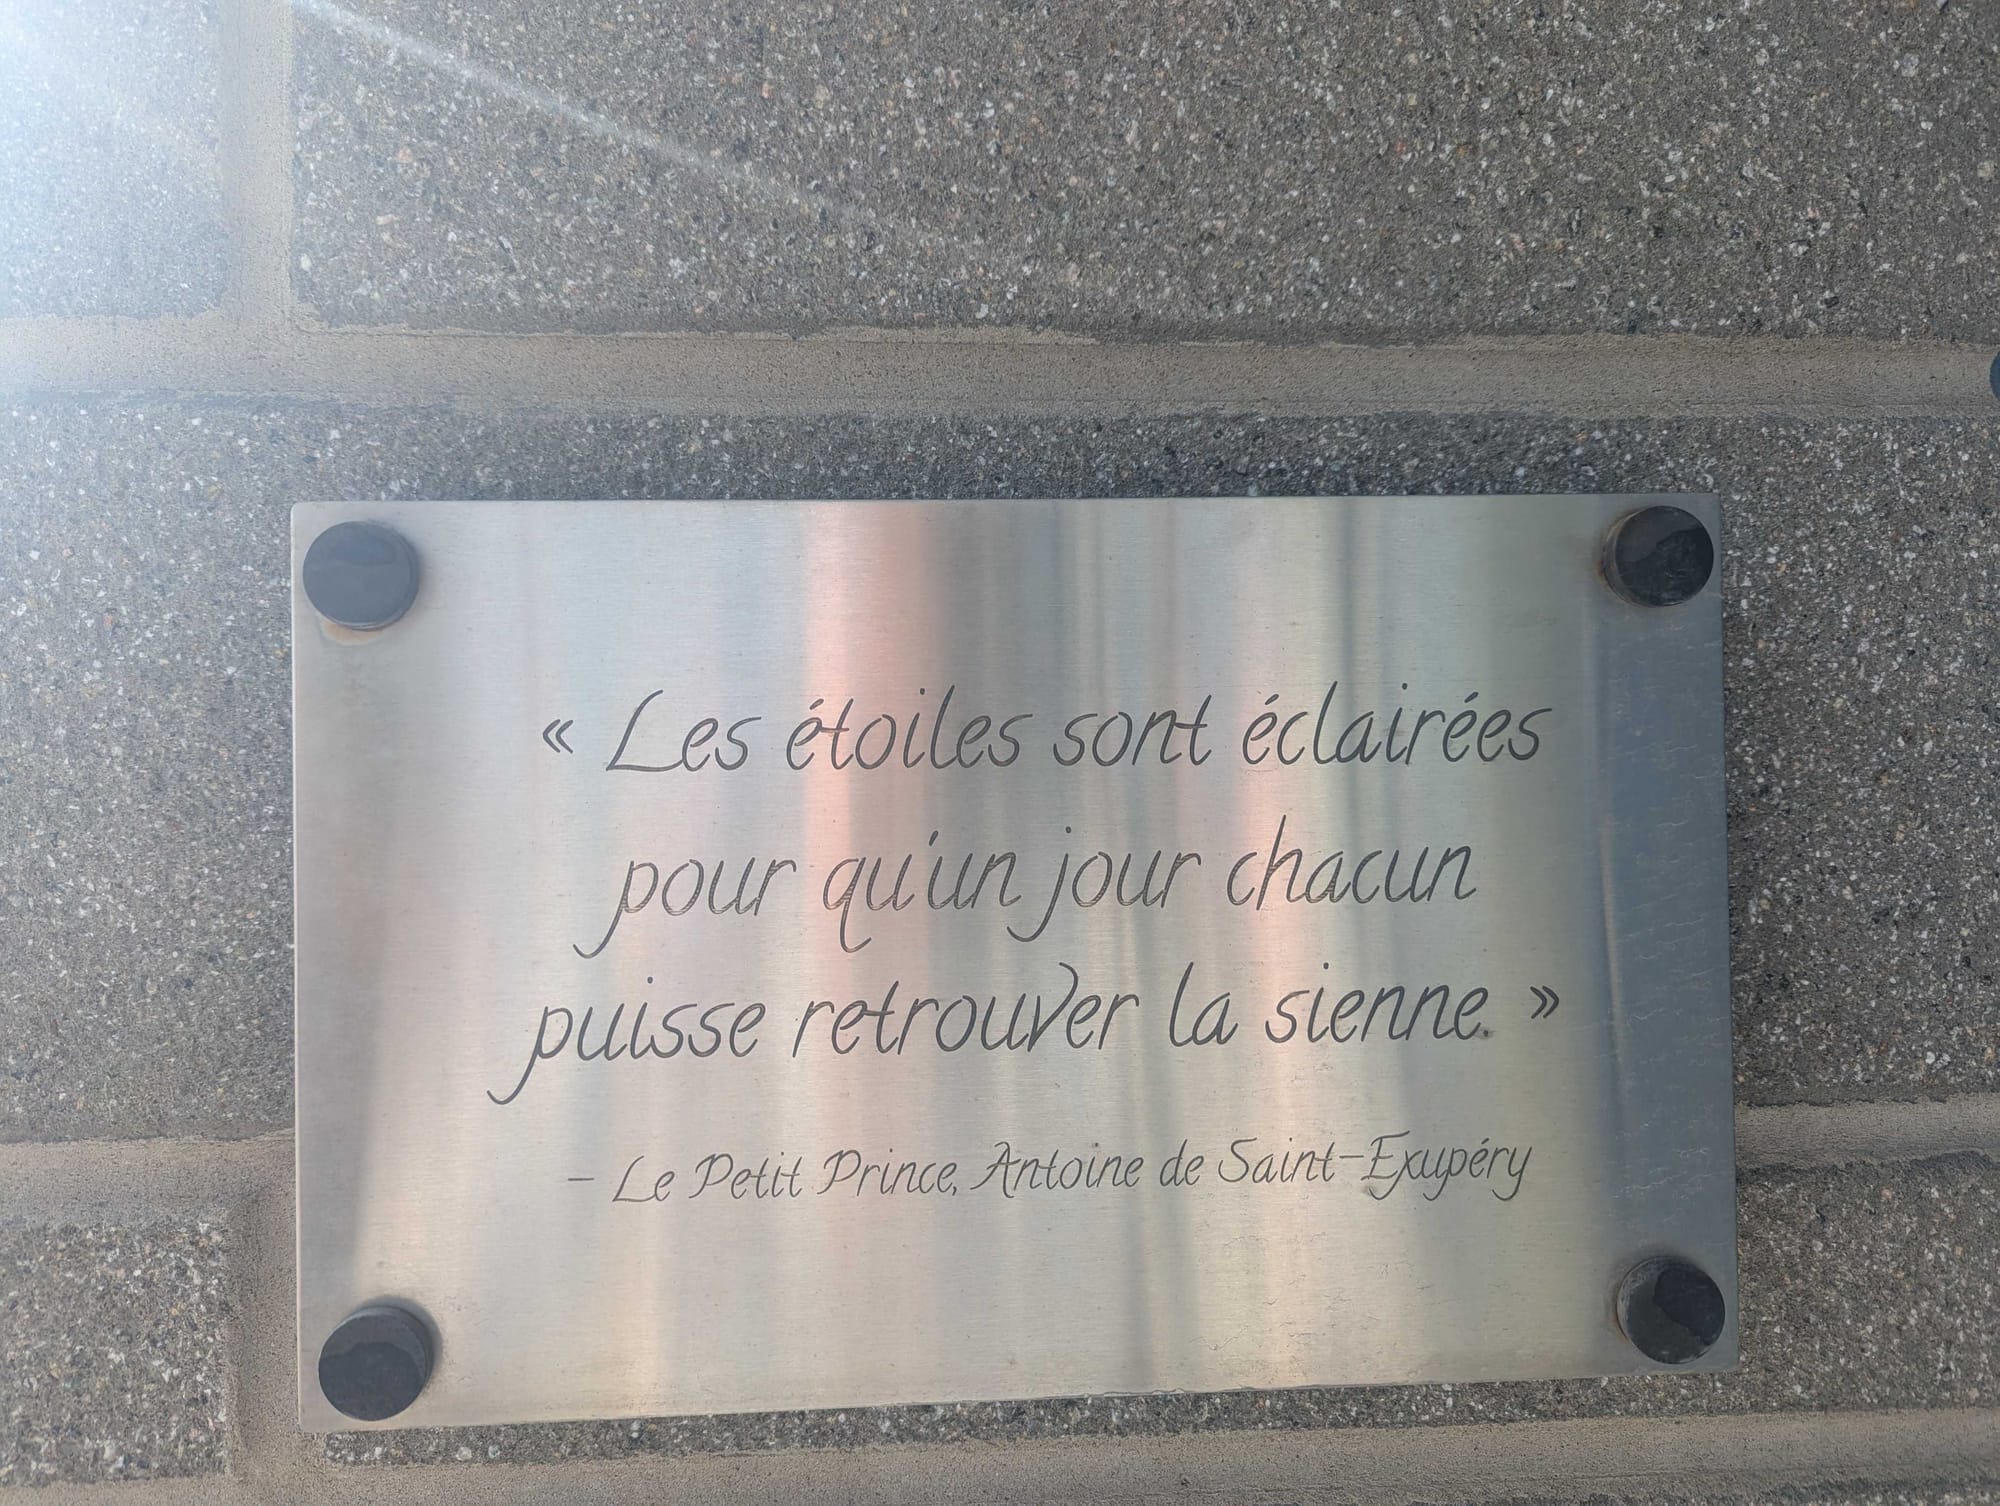 « Les étoiles sont éclairées
pour qu'un jour chacun
puisse retrouver la sienne. »
– Le Petit Prince, Antoine de Saint-Exupéry